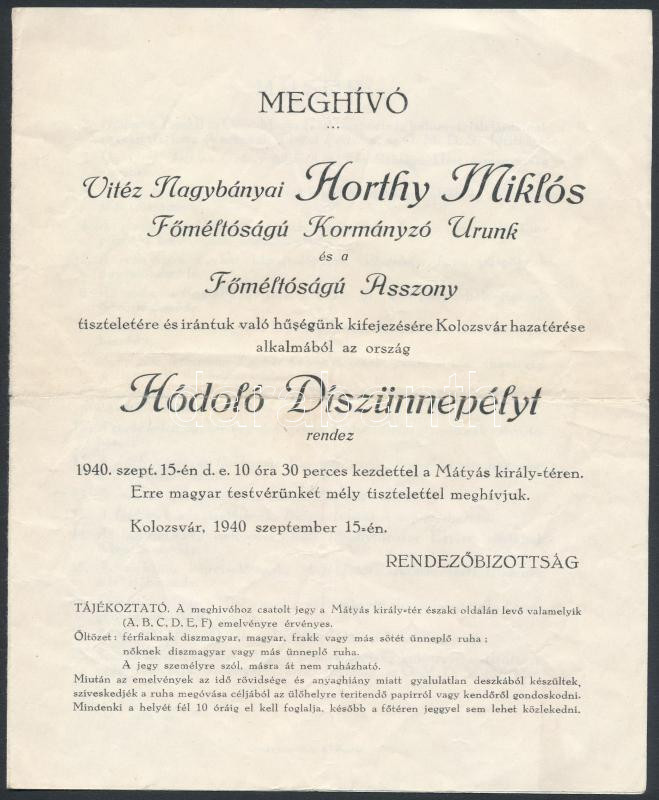 MEGHÍVÓ
...
Vitéz Nagybányai Horthy Miklós
Főméltóságú Kormányzó Urunk
és a
Főméltóságú Asszony
tiszteletére és irántuk való hűségünk kifejezésére Kolozsvár hazatérése
alkalmából az ország
Hódoló Díszünnepélyt
rendez
1940. szept. 15-én d. e. 10 óra 30 perces kezdettel a Mátyás király=téren.
Erre magyar testvérünket mély tisztelettel meghívjuk.
Kolozsvár, 1940 szeptember 15=én.
RENDEZŐBIZOTTSÁG
TÁJÉKOZTATÓ. A meghivóhoz csatolt jegy a Mátyás király-tér északi oldalán levő valamelyik
(A, B, C, D, E, F) emelvényre érvényes.
Öltözet : férfiaknak diszmagyar, magyar, frakk vagy más sötét ünneplő ruha ;
nőknek diszmagyar vagy más ünneplő ruha.
A jegy személyre szól, másra át nem ruházható.
Miután az emelvények az idő rövidsége és anyaghiány miatt gyalulatlan deszkából készültek,
sziveskedjék a ruha megóvása céljából az ülőhelyre teritendő papirról vagy kendőről gondoskodni.
Mindenki a helyét fél 10 óráig el kell foglalja, később a főtéren jeggyel sem lehet közlekedni.